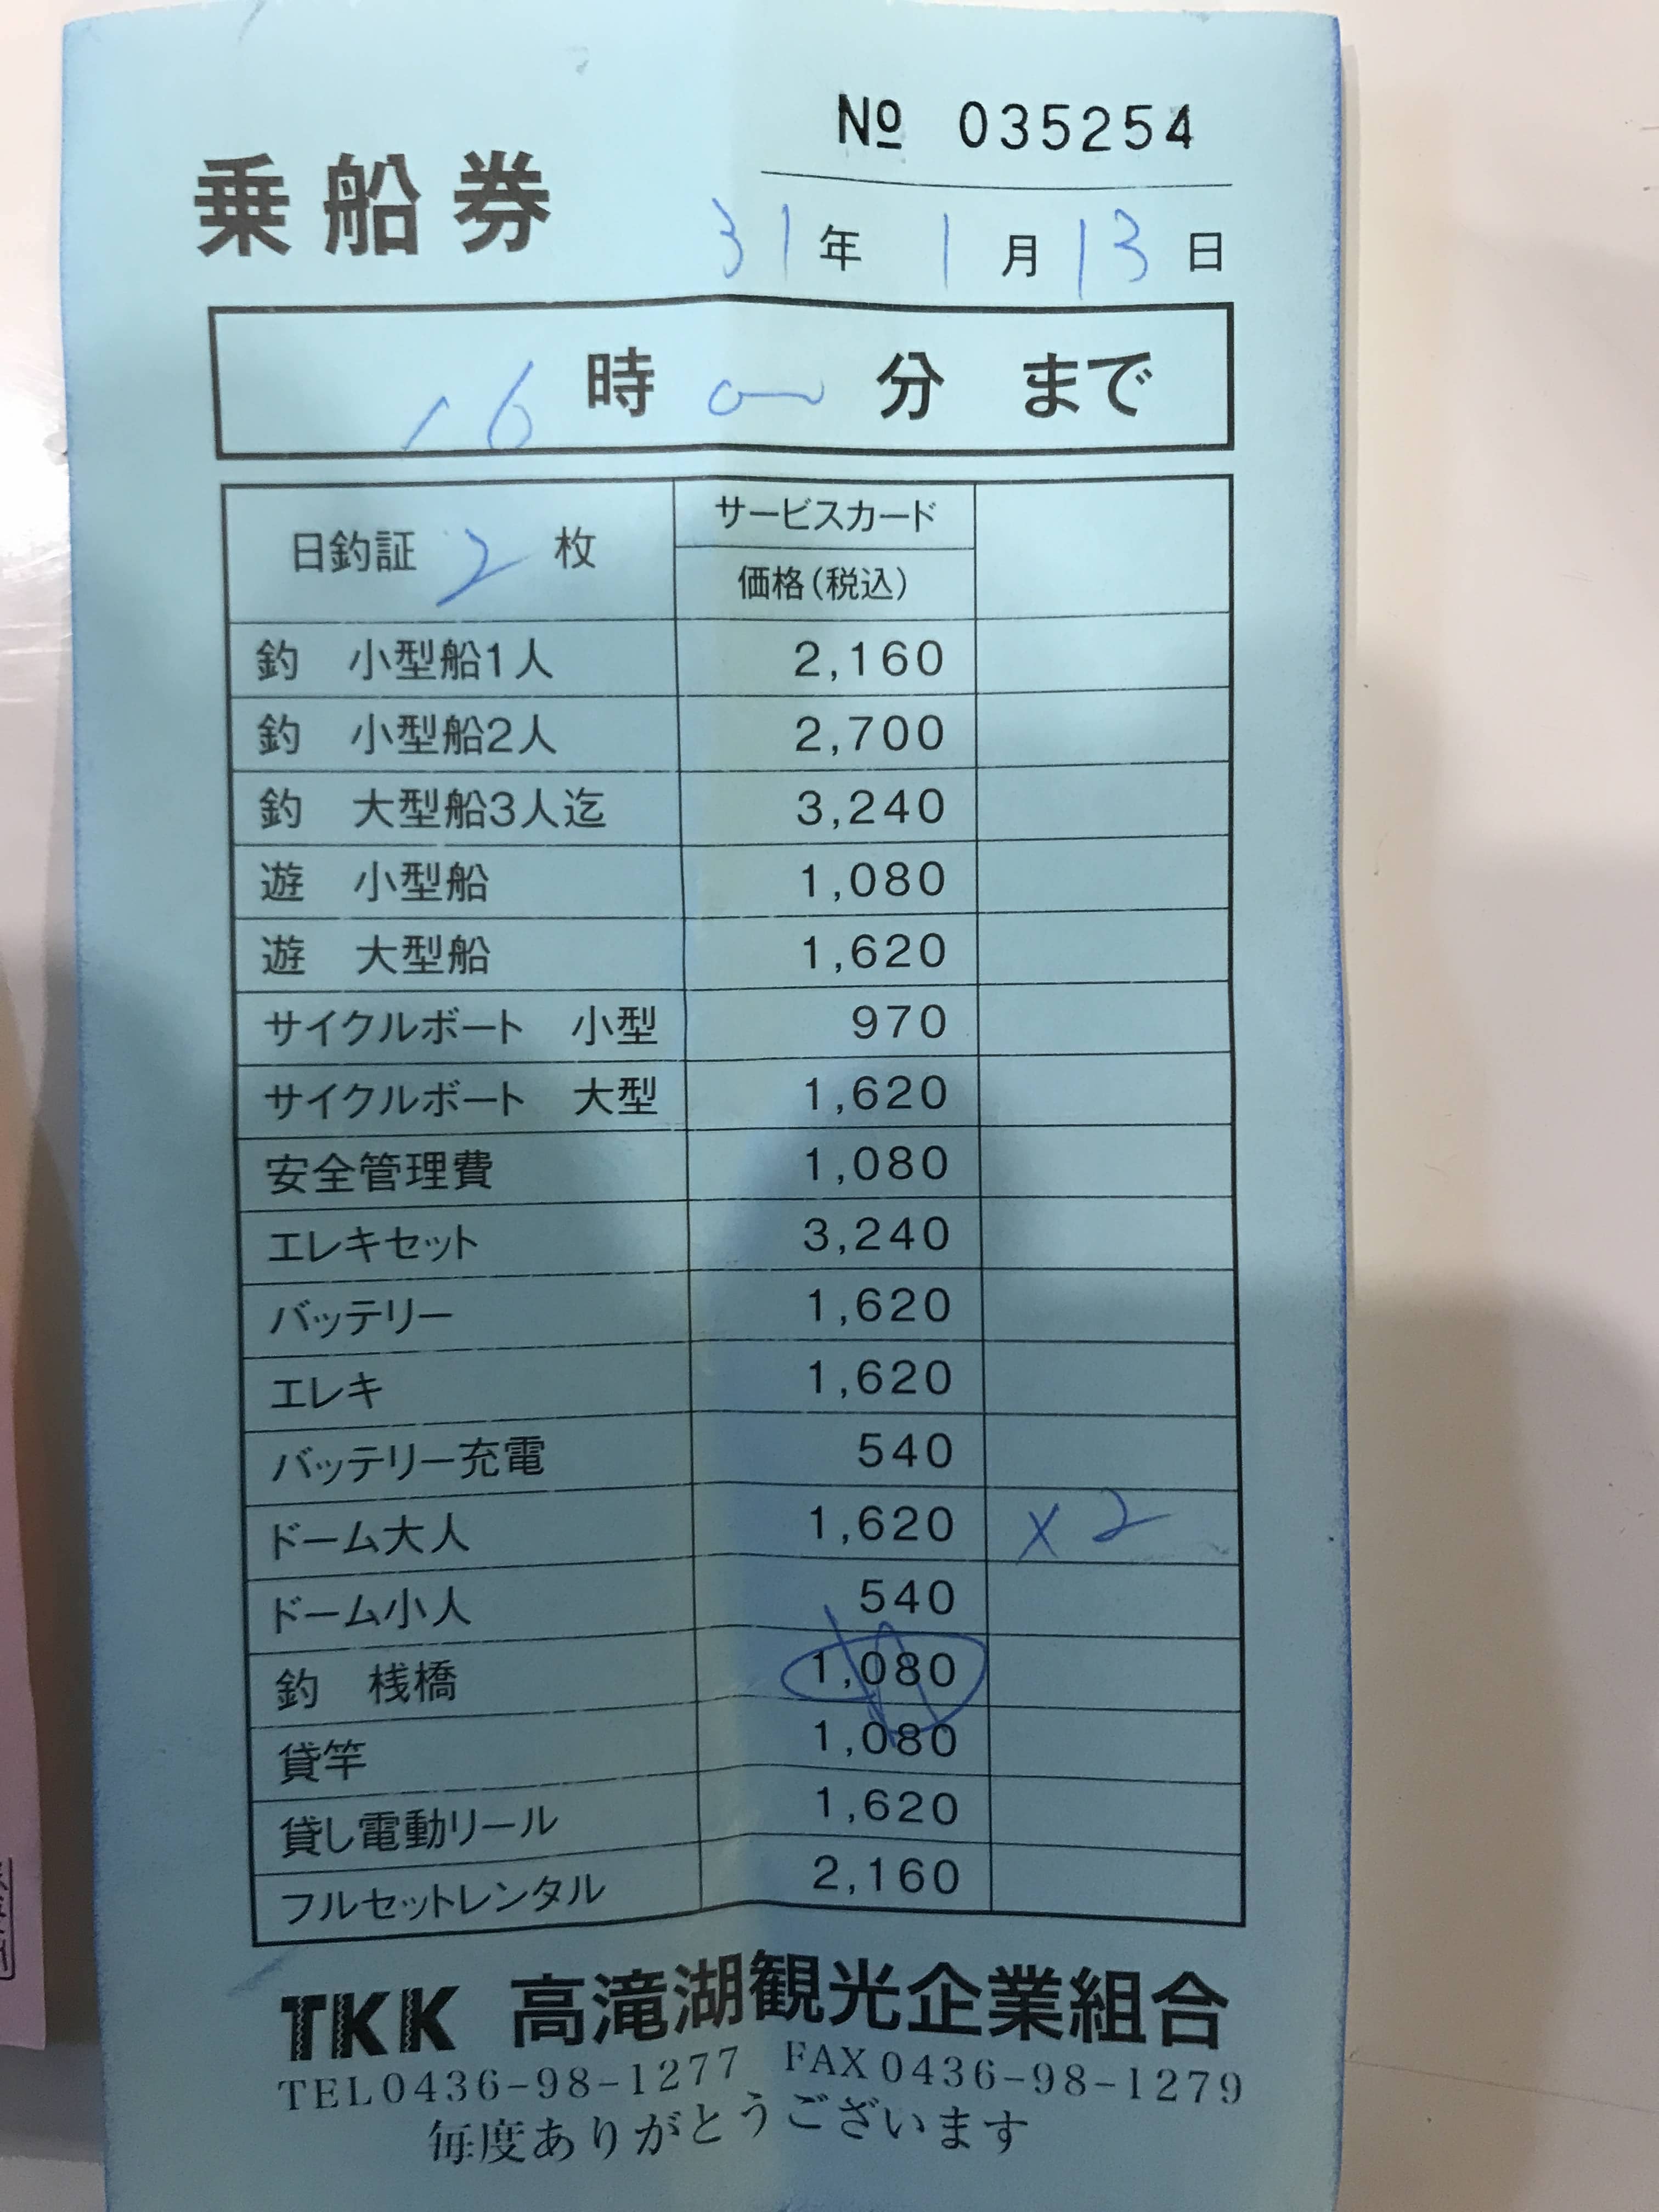 № 035254
乗船券
31年 1月13日
16時 0分 まで
日釣証 2 枚 サービスカード
価格(税込)
釣 小型船1人 2,160
釣 小型船2人 2,700
釣 大型船3人迄 3,240
遊 小型船 1,080
遊 大型船 1,620
サイクルボート 小型 970
サイクルボート 大型 1,620
安全管理費 1,080
エレキセット 3,240
バッテリー 1,620
エレキ 1,620
バッテリー充電 540
ドーム大人 1,620 ×2
ドーム小人 540
釣 桟橋 1,080
貸竿 1,080
貸し電動リール 1,620
フルセットレンタル 2,160
TKK 高滝湖観光企業組合
TEL0436-98-1277 FAX0436-98-1279
毎度ありがとうございます